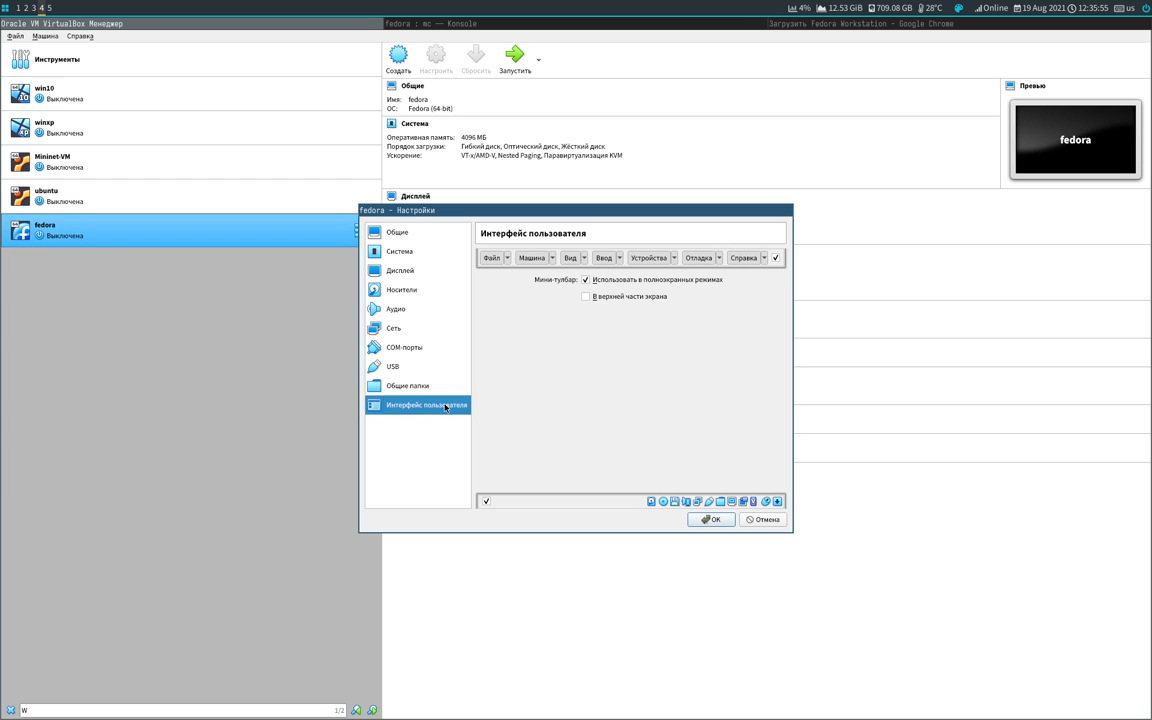 1 2 3 4 5
4% 12.53 GiB 709.08 GB 28°C Online 19 Aug 2021 12:35:55 us
Oracle VM VirtualBox Менеджер
fedora : mc — Konsole
Загрузить Fedora Workstation - Google Chrome
Файл Машина Справка
Инструменты
win10
Выключена
winxp
Выключена
Mininet-VM
Выключена
ubuntu
Выключена
fedora
Выключена
Создать Настроить Сбросить Запустить
Общие
Имя: fedora
ОС: Fedora (64-bit)
Система
Оперативная память: 4096 МБ
Порядок загрузки: Гибкий диск, Оптический диск, Жёсткий диск
Ускорение: VT-x/AMD-V, Nested Paging, Паравиртуализация KVM
Превью
fedora
Дисплей
fedora - Настройки
Общие
Система
Дисплей
Носители
Аудио
Сеть
COM-порты
USB
Общие папки
Интерфейс пользователя
Интерфейс пользователя
Файл Машина Вид Ввод Устройства Отладка Справка
Мини-тулбар: Использовать в полноэкранных режимах
В верхней части экрана
OK Отмена
W 1/2